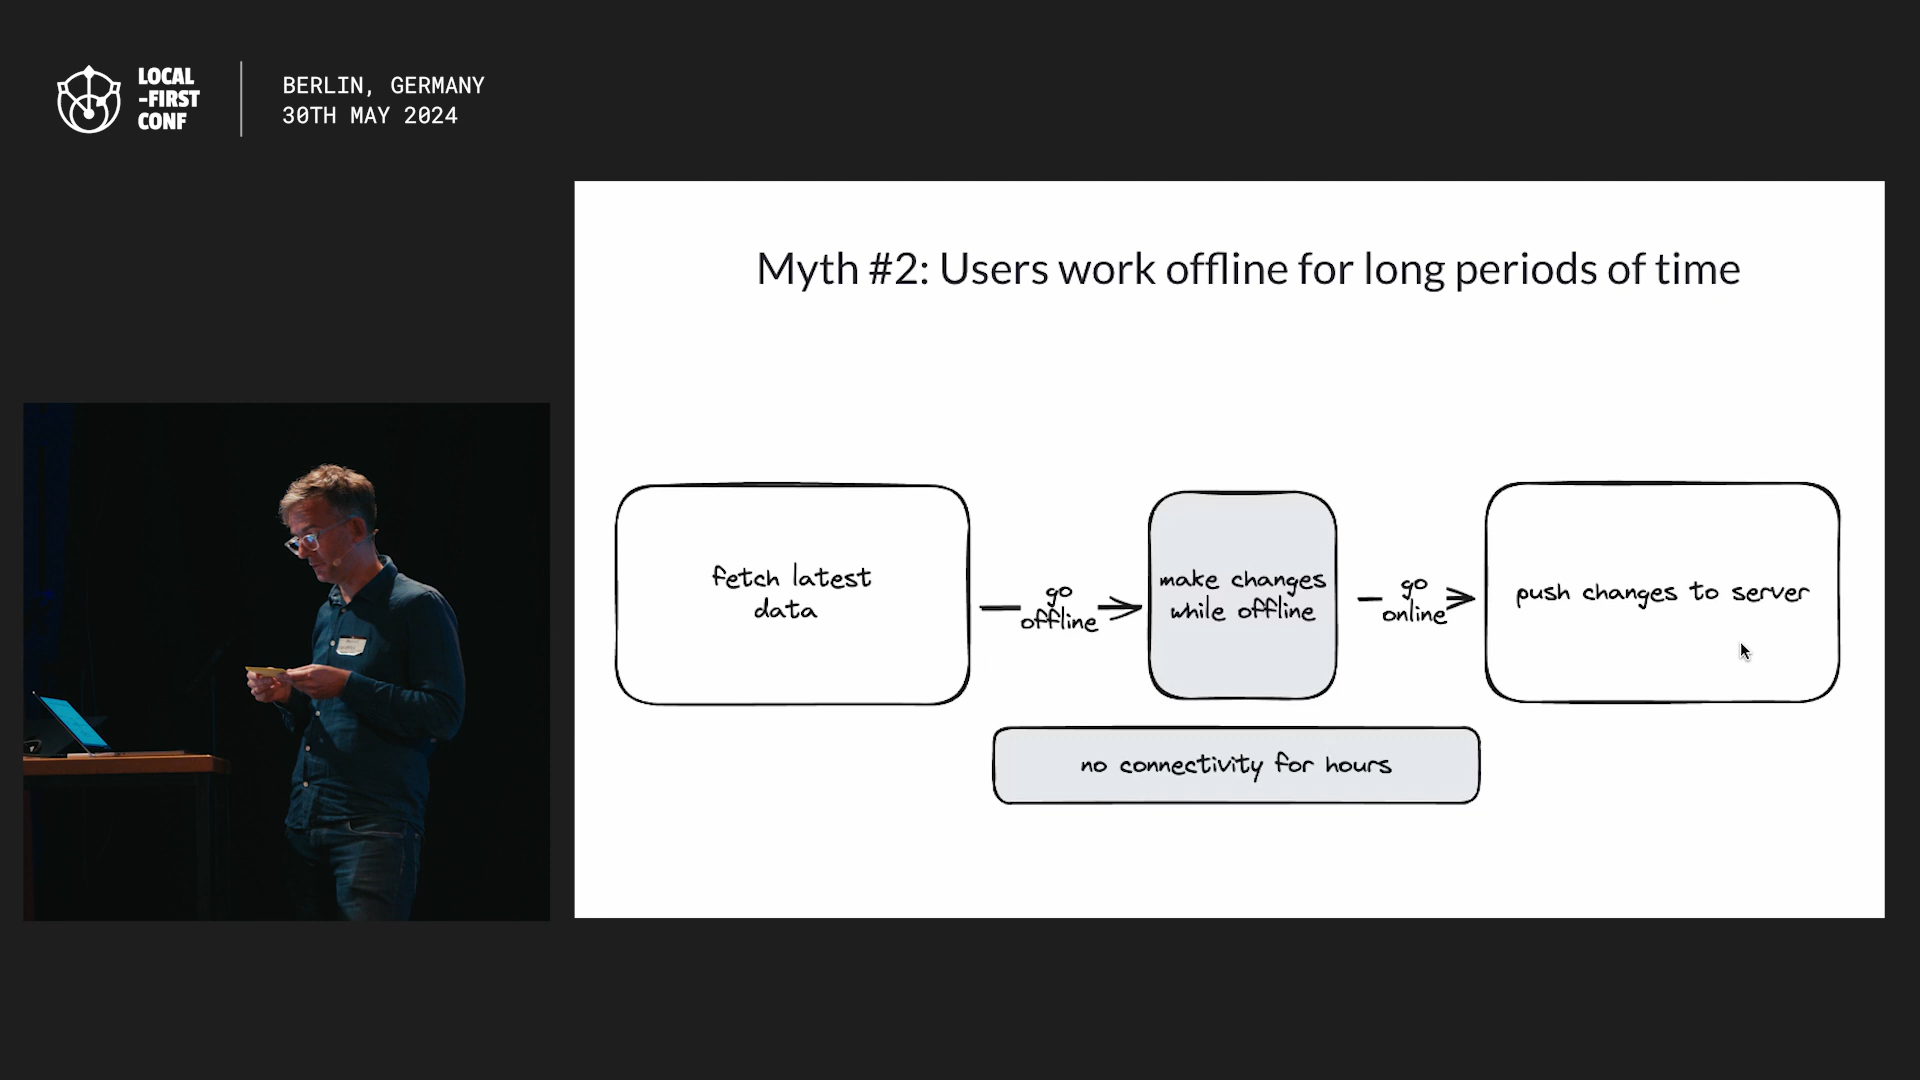 LOCAL
-FIRST
CONF
BERLIN, GERMANY
30TH MAY 2024
Myth #2: Users work offline for long periods of time
fetch latest
data
go
offline
make changes
while offline
go
online
push changes to server
no connectivity for hours